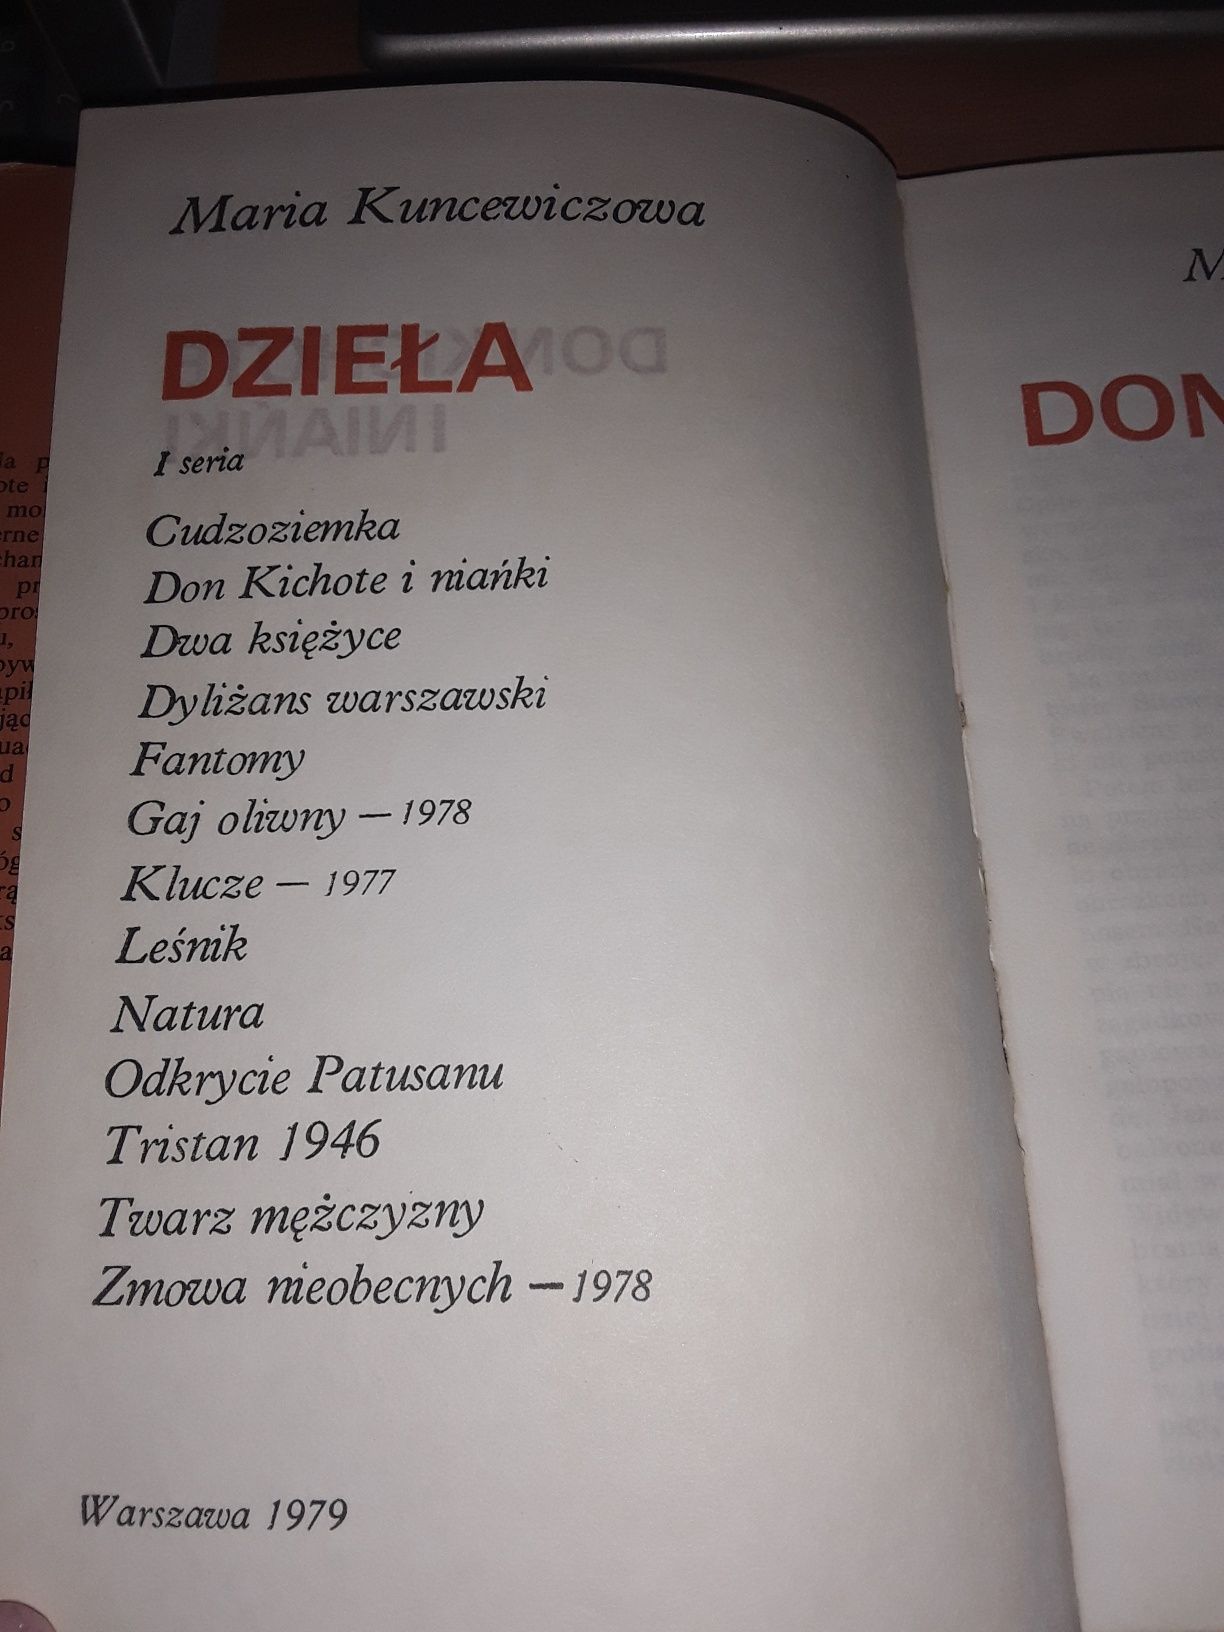 Maria Kuncewiczowa
DZIEŁA
I seria
Cudzoziemka
Don Kichote i niańki
Dwa księżyce
Dyliżans warszawski
Fantomy
Gaj oliwny — 1978
Klucze — 1977
Leśnik
Natura
Odkrycie Patusanu
Tristan 1946
Twarz mężczyzny
Zmowa nieobecnych — 1978
Warszawa 1979
DON